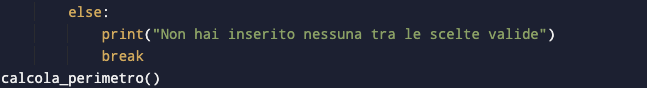 else:
print("Non hai inserito nessuna tra le scelte valide")
break
calcola_perimetro()